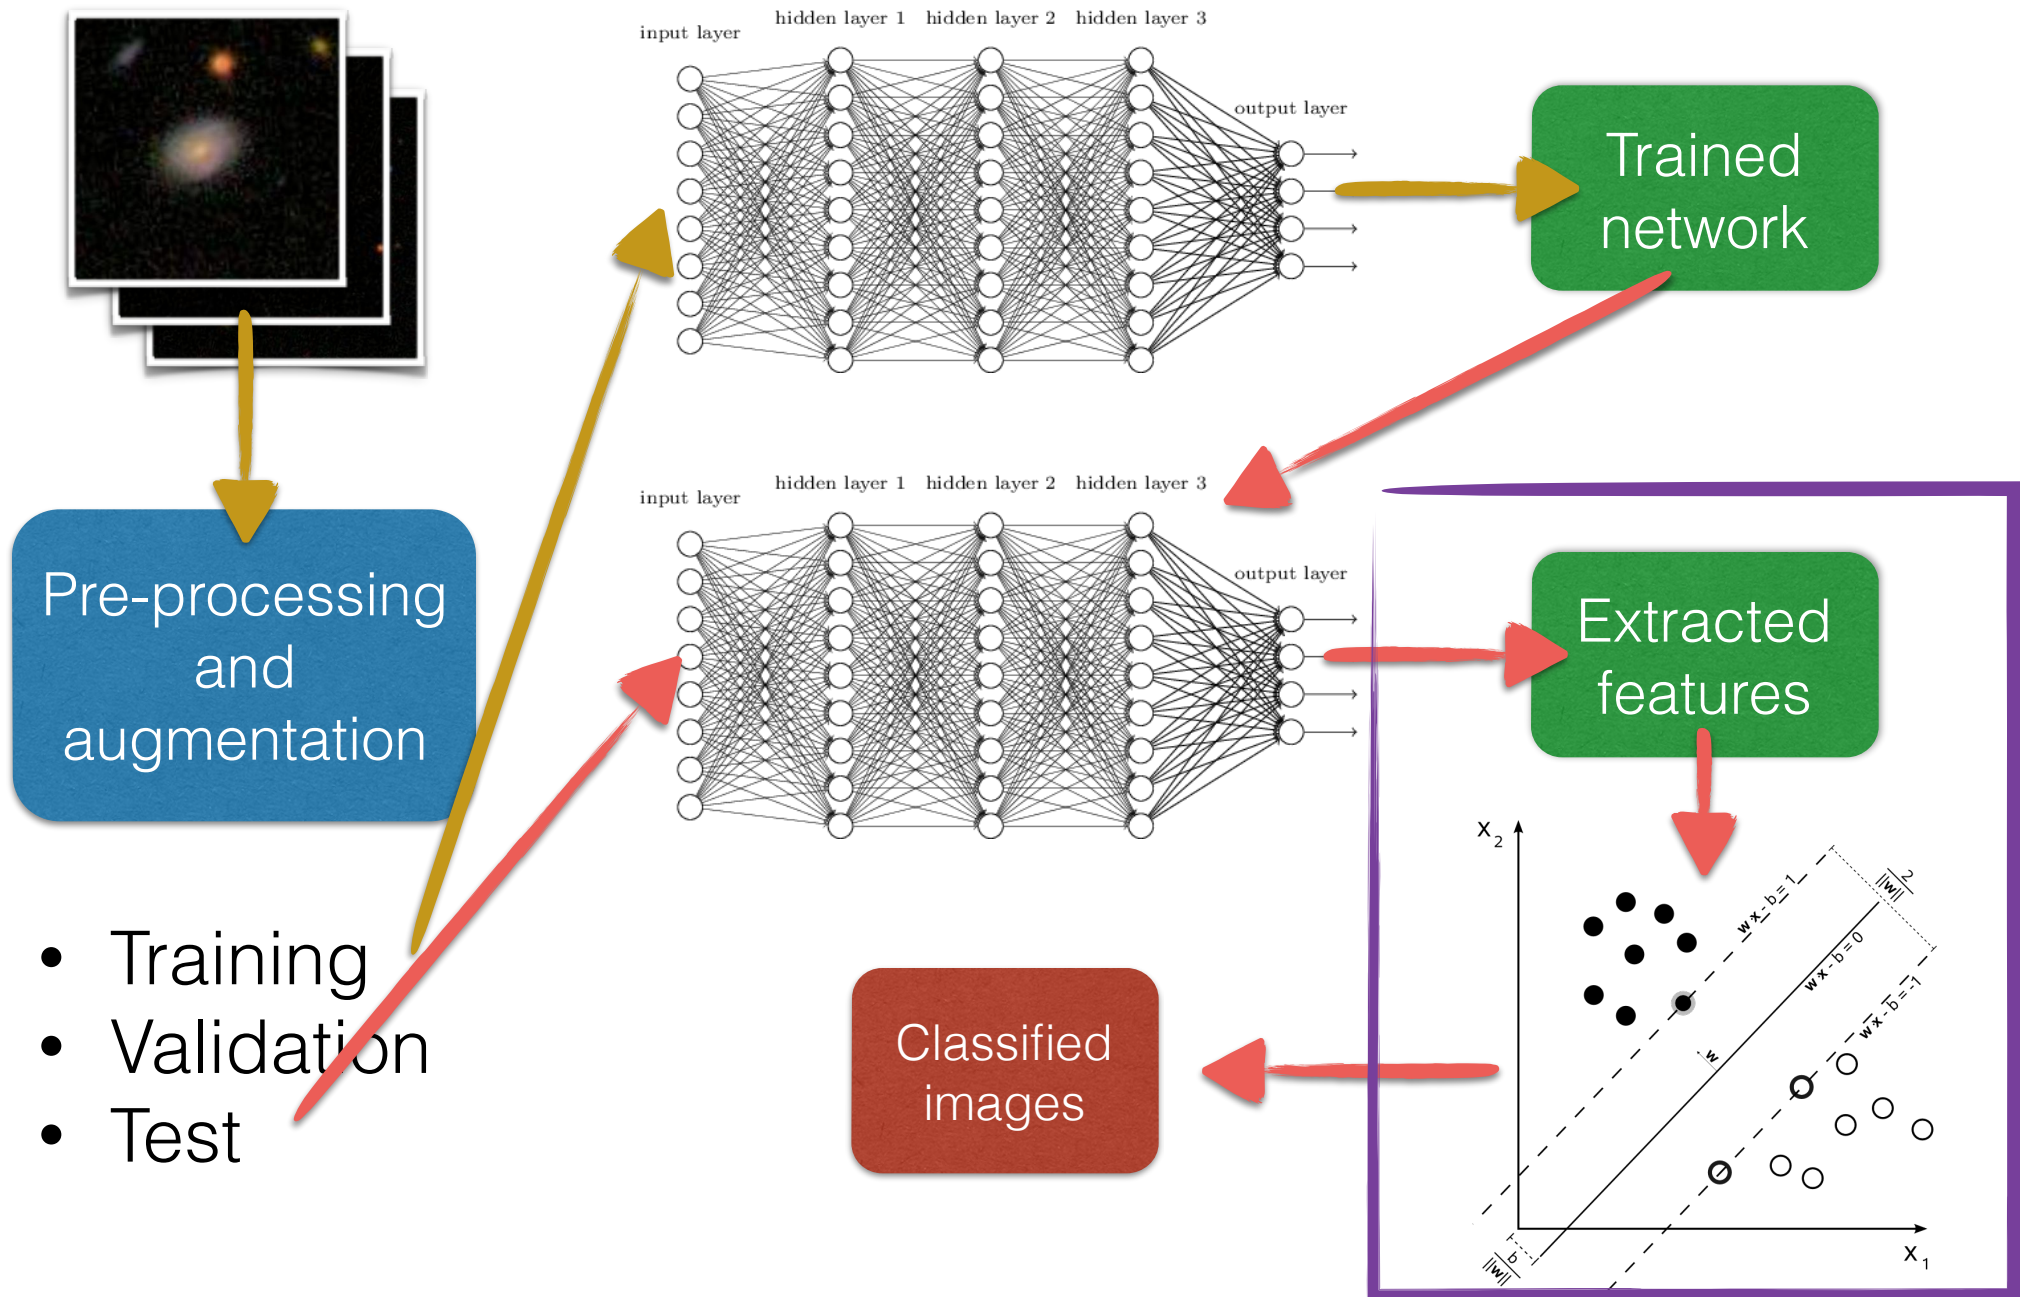 input layer
hidden layer 1
hidden layer 2
hidden layer 3
output layer
Trained
network
Pre-processing
and
augmentation
• Training
• Validation
• Test
input layer
hidden layer 1
hidden layer 2
hidden layer 3
output layer
Extracted
features
x₂
w·x - b = 1
2
‖w‖
w·x - b = 0
w·x - b = -1
w
b
‖w‖
x₁
Classified
images